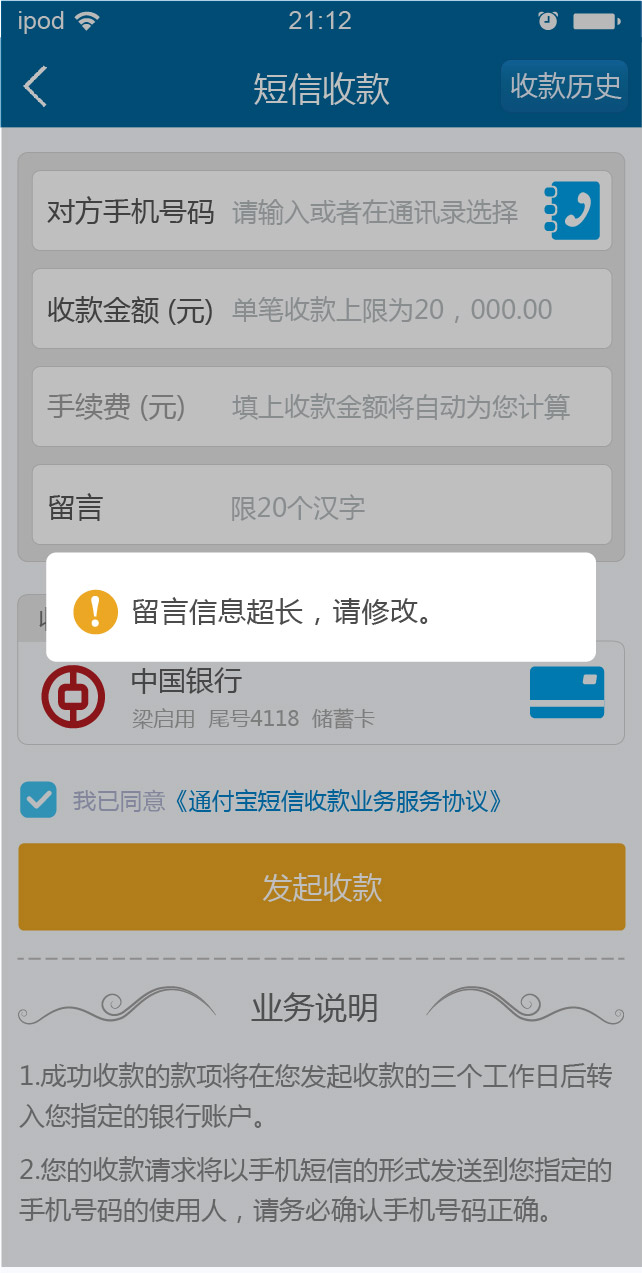 ipod 21:12
短信收款 收款历史
对方手机号码 请输入或者在通讯录选择
收款金额 (元) 单笔收款上限为20，000.00
手续费 (元) 填上收款金额将自动为您计算
留言 限20个汉字
留言信息超长，请修改。
中国银行
梁启用 尾号4118 储蓄卡
我已同意《通付宝短信收款业务服务协议》
发起收款
业务说明
1.成功收款的款项将在您发起收款的三个工作日后转
入您指定的银行账户。
2.您的收款请求将以手机短信的形式发送到您指定的
手机号码的使用人，请务必确认手机号码正确。